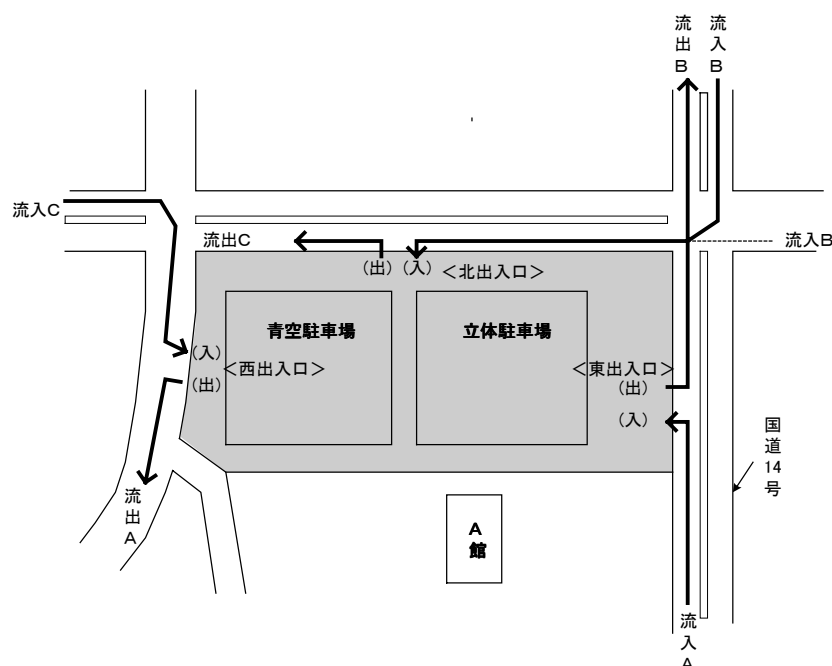 流出B
流入B
流入C
流出C
流入B
(出)
(入)
<北出入口>
青空駐車場
立体駐車場
(入)
<西出入口>
(出)
<東出入口>
(出)
(入)
国道14号
流出A
A館
流入A